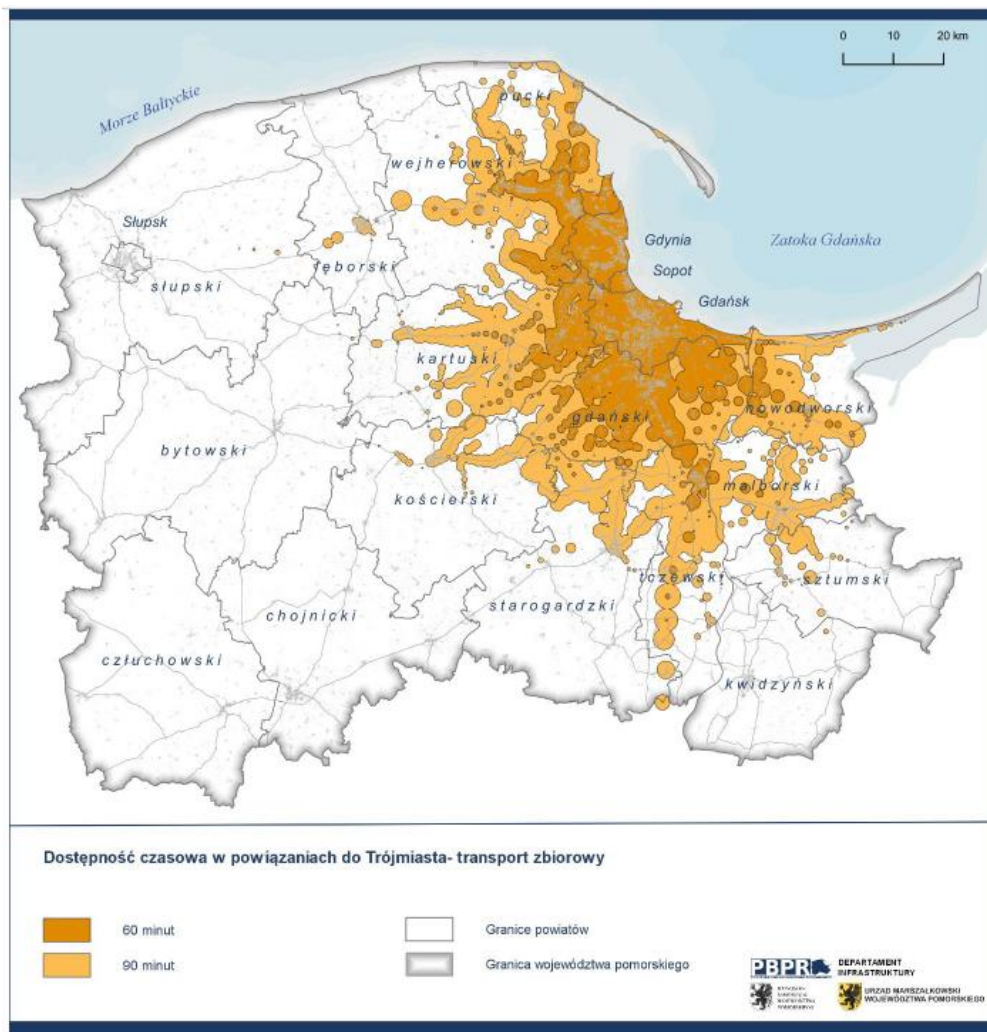 0 10 20 km
Morze Bałtyckie
pucki
wejherowski
Słupsk
Gdynia
Zatoka Gdańska
słupski
lęborski
Sopot
Gdańsk
kartuski
gdański
nowodworski
bytowski
malborski
kościerski
tczewski
sztumski
starogardzki
chojnicki
człuchowski
kwidzyński
Dostępność czasowa w powiązaniach do Trójmiasta- transport zbiorowy
60 minut
Granice powiatów
90 minut
Granica województwa pomorskiego
PBPR
DEPARTAMENT
INFRASTRUKTURY
URZĄD MARSZAŁKOWSKI
WOJEWÓDZTWA POMORSKIEGO